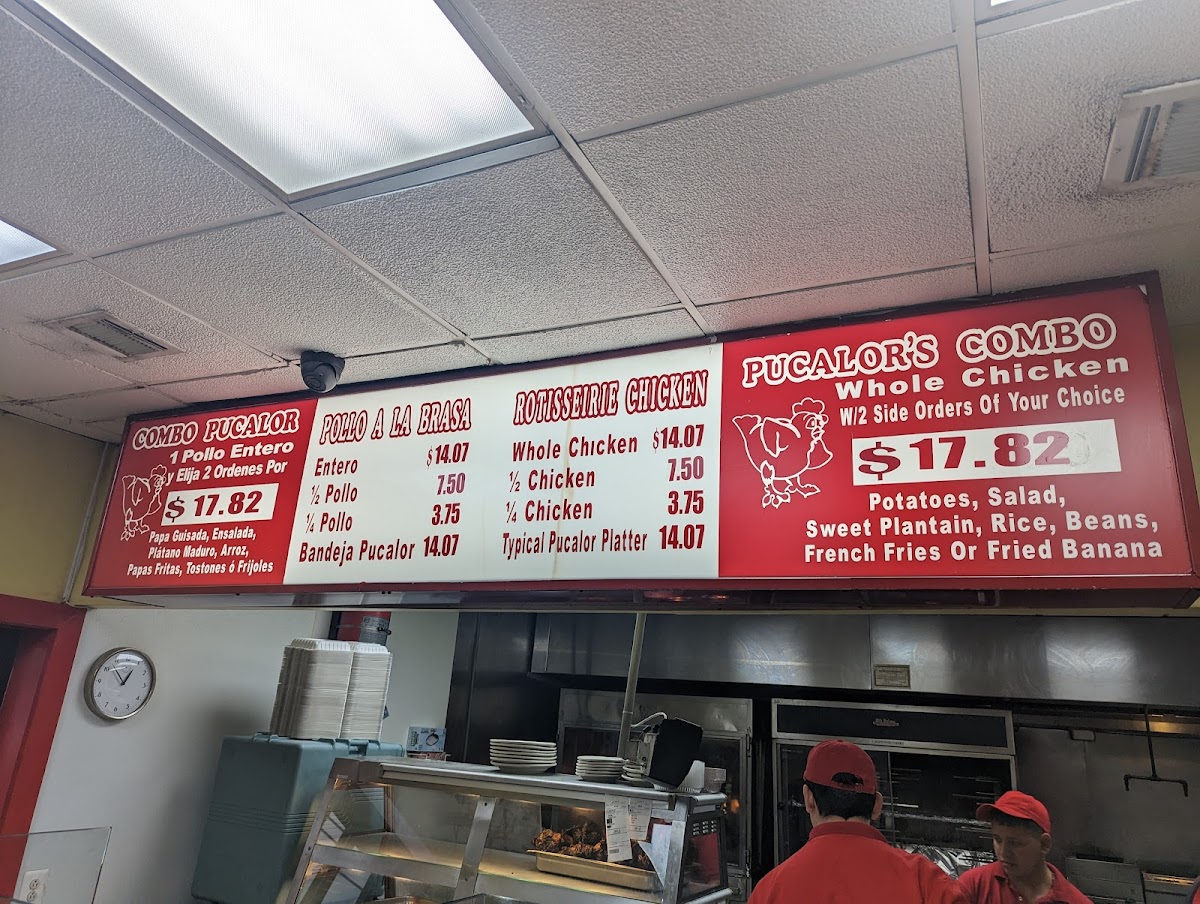 COMBO PUCALOR
1 Pollo Entero
y Elija 2 Ordenes Por
$ 17.82
Papa Guisada, Ensalada,
Plátano Maduro, Arroz,
Papas Fritas, Tostones ó Frijoles
POLLO A LA BRASA
Entero $14.07
½ Pollo 7.50
¼ Pollo 3.75
Bandeja Pucalor 14.07
ROTISSEIRIE CHICKEN
Whole Chicken $14.07
½ Chicken 7.50
¼ Chicken 3.75
Typical Pucalor Platter 14.07
PUCALOR'S COMBO
Whole Chicken
W/2 Side Orders Of Your Choice
$17.82
Potatoes, Salad,
Sweet Plantain, Rice, Beans,
French Fries Or Fried Banana